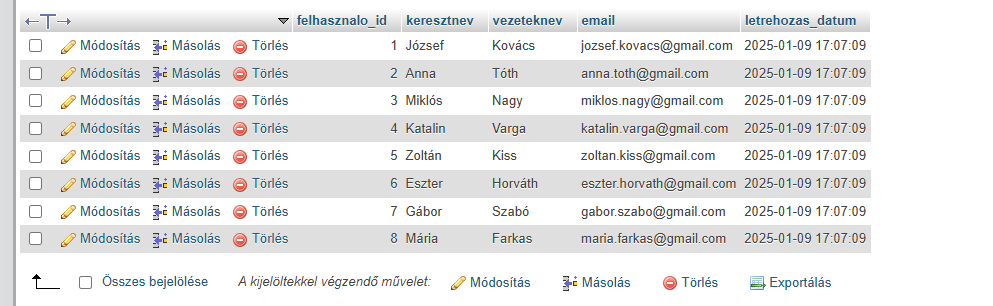 felhasznalo_id keresztnev vezeteknev email letrehozas_datum
Módosítás Másolás Törlés 1 József Kovács jozsef.kovacs@gmail.com 2025-01-09 17:07:09
Módosítás Másolás Törlés 2 Anna Tóth anna.toth@gmail.com 2025-01-09 17:07:09
Módosítás Másolás Törlés 3 Miklós Nagy miklos.nagy@gmail.com 2025-01-09 17:07:09
Módosítás Másolás Törlés 4 Katalin Varga katalin.varga@gmail.com 2025-01-09 17:07:09
Módosítás Másolás Törlés 5 Zoltán Kiss zoltan.kiss@gmail.com 2025-01-09 17:07:09
Módosítás Másolás Törlés 6 Eszter Horváth eszter.horvath@gmail.com 2025-01-09 17:07:09
Módosítás Másolás Törlés 7 Gábor Szabó gabor.szabo@gmail.com 2025-01-09 17:07:09
Módosítás Másolás Törlés 8 Mária Farkas maria.farkas@gmail.com 2025-01-09 17:07:09
Összes bejelölése A kijelöltekkel végzendő művelet: Módosítás Másolás Törlés Exportálás